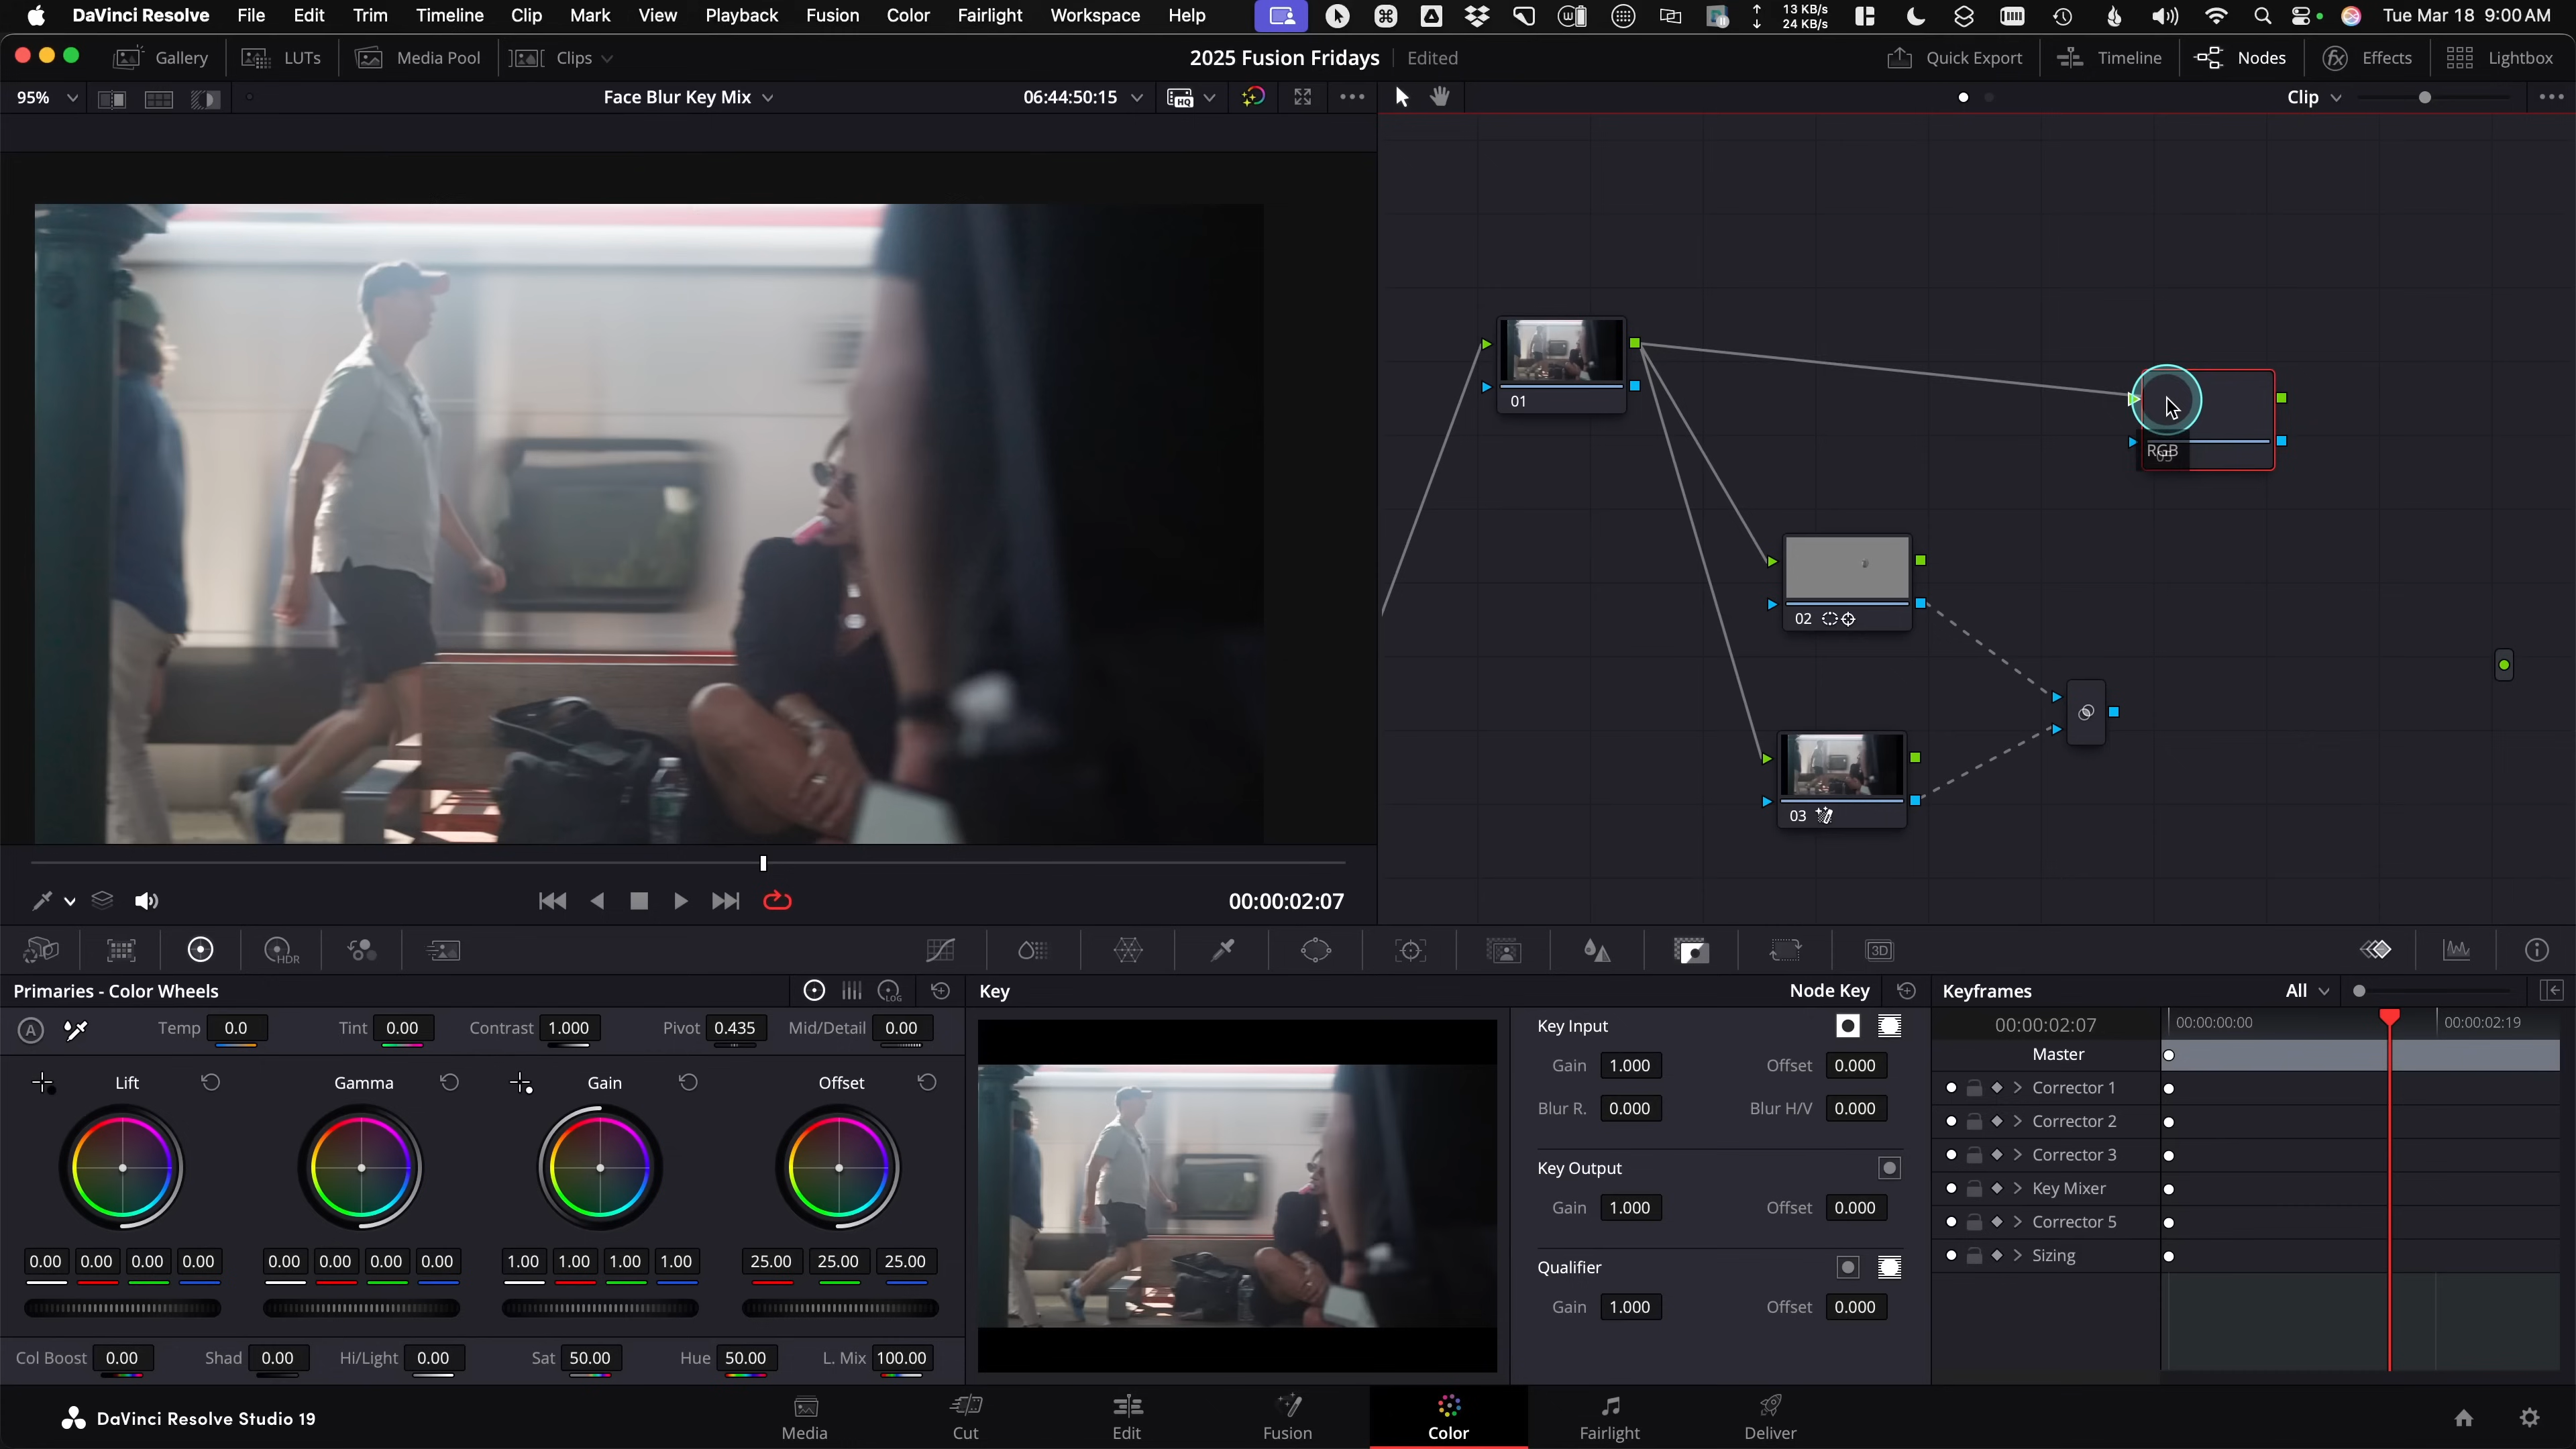 DaVinci Resolve File Edit Trim Timeline Clip Mark View Playback Fusion Color Fairlight Workspace Help 13 KB/s Tue Mar 18 9:00 AM
24 KB/s
Gallery LUTs Media Pool Clips 2025 Fusion Fridays Edited Quick Export Timeline Nodes Effects Lightbox
95% Face Blur Key Mix 06:44:50:15 HQ Clip
01
RGB
02
03
00:00:02:07
HDR 3D
Primaries - Color Wheels LOG Key Node Key Keyframes All
A Temp 0.0 Tint 0.00 Contrast 1.000 Pivot 0.435 Mid/Detail 0.00 Key Input 00:00:02:07 00:00:00:00 00:00:02:19
Lift Gamma Gain Offset
0.00 0.00 0.00 0.00 0.00 0.00 0.00 0.00 1.00 1.00 1.00 1.00 25.00 25.00 25.00
Col Boost 0.00 Shad 0.00 Hi/Light 0.00 Sat 50.00 Hue 50.00 L. Mix 100.00
Gain 1.000 Offset 0.000
Blur R. 0.000 Blur H/V 0.000
Key Output
Gain 1.000 Offset 0.000
Qualifier
Gain 1.000 Offset 0.000
Master
Corrector 1
Corrector 2
Corrector 3
Key Mixer
Corrector 5
Sizing
DaVinci Resolve Studio 19 Media Cut Edit Fusion Color Fairlight Deliver